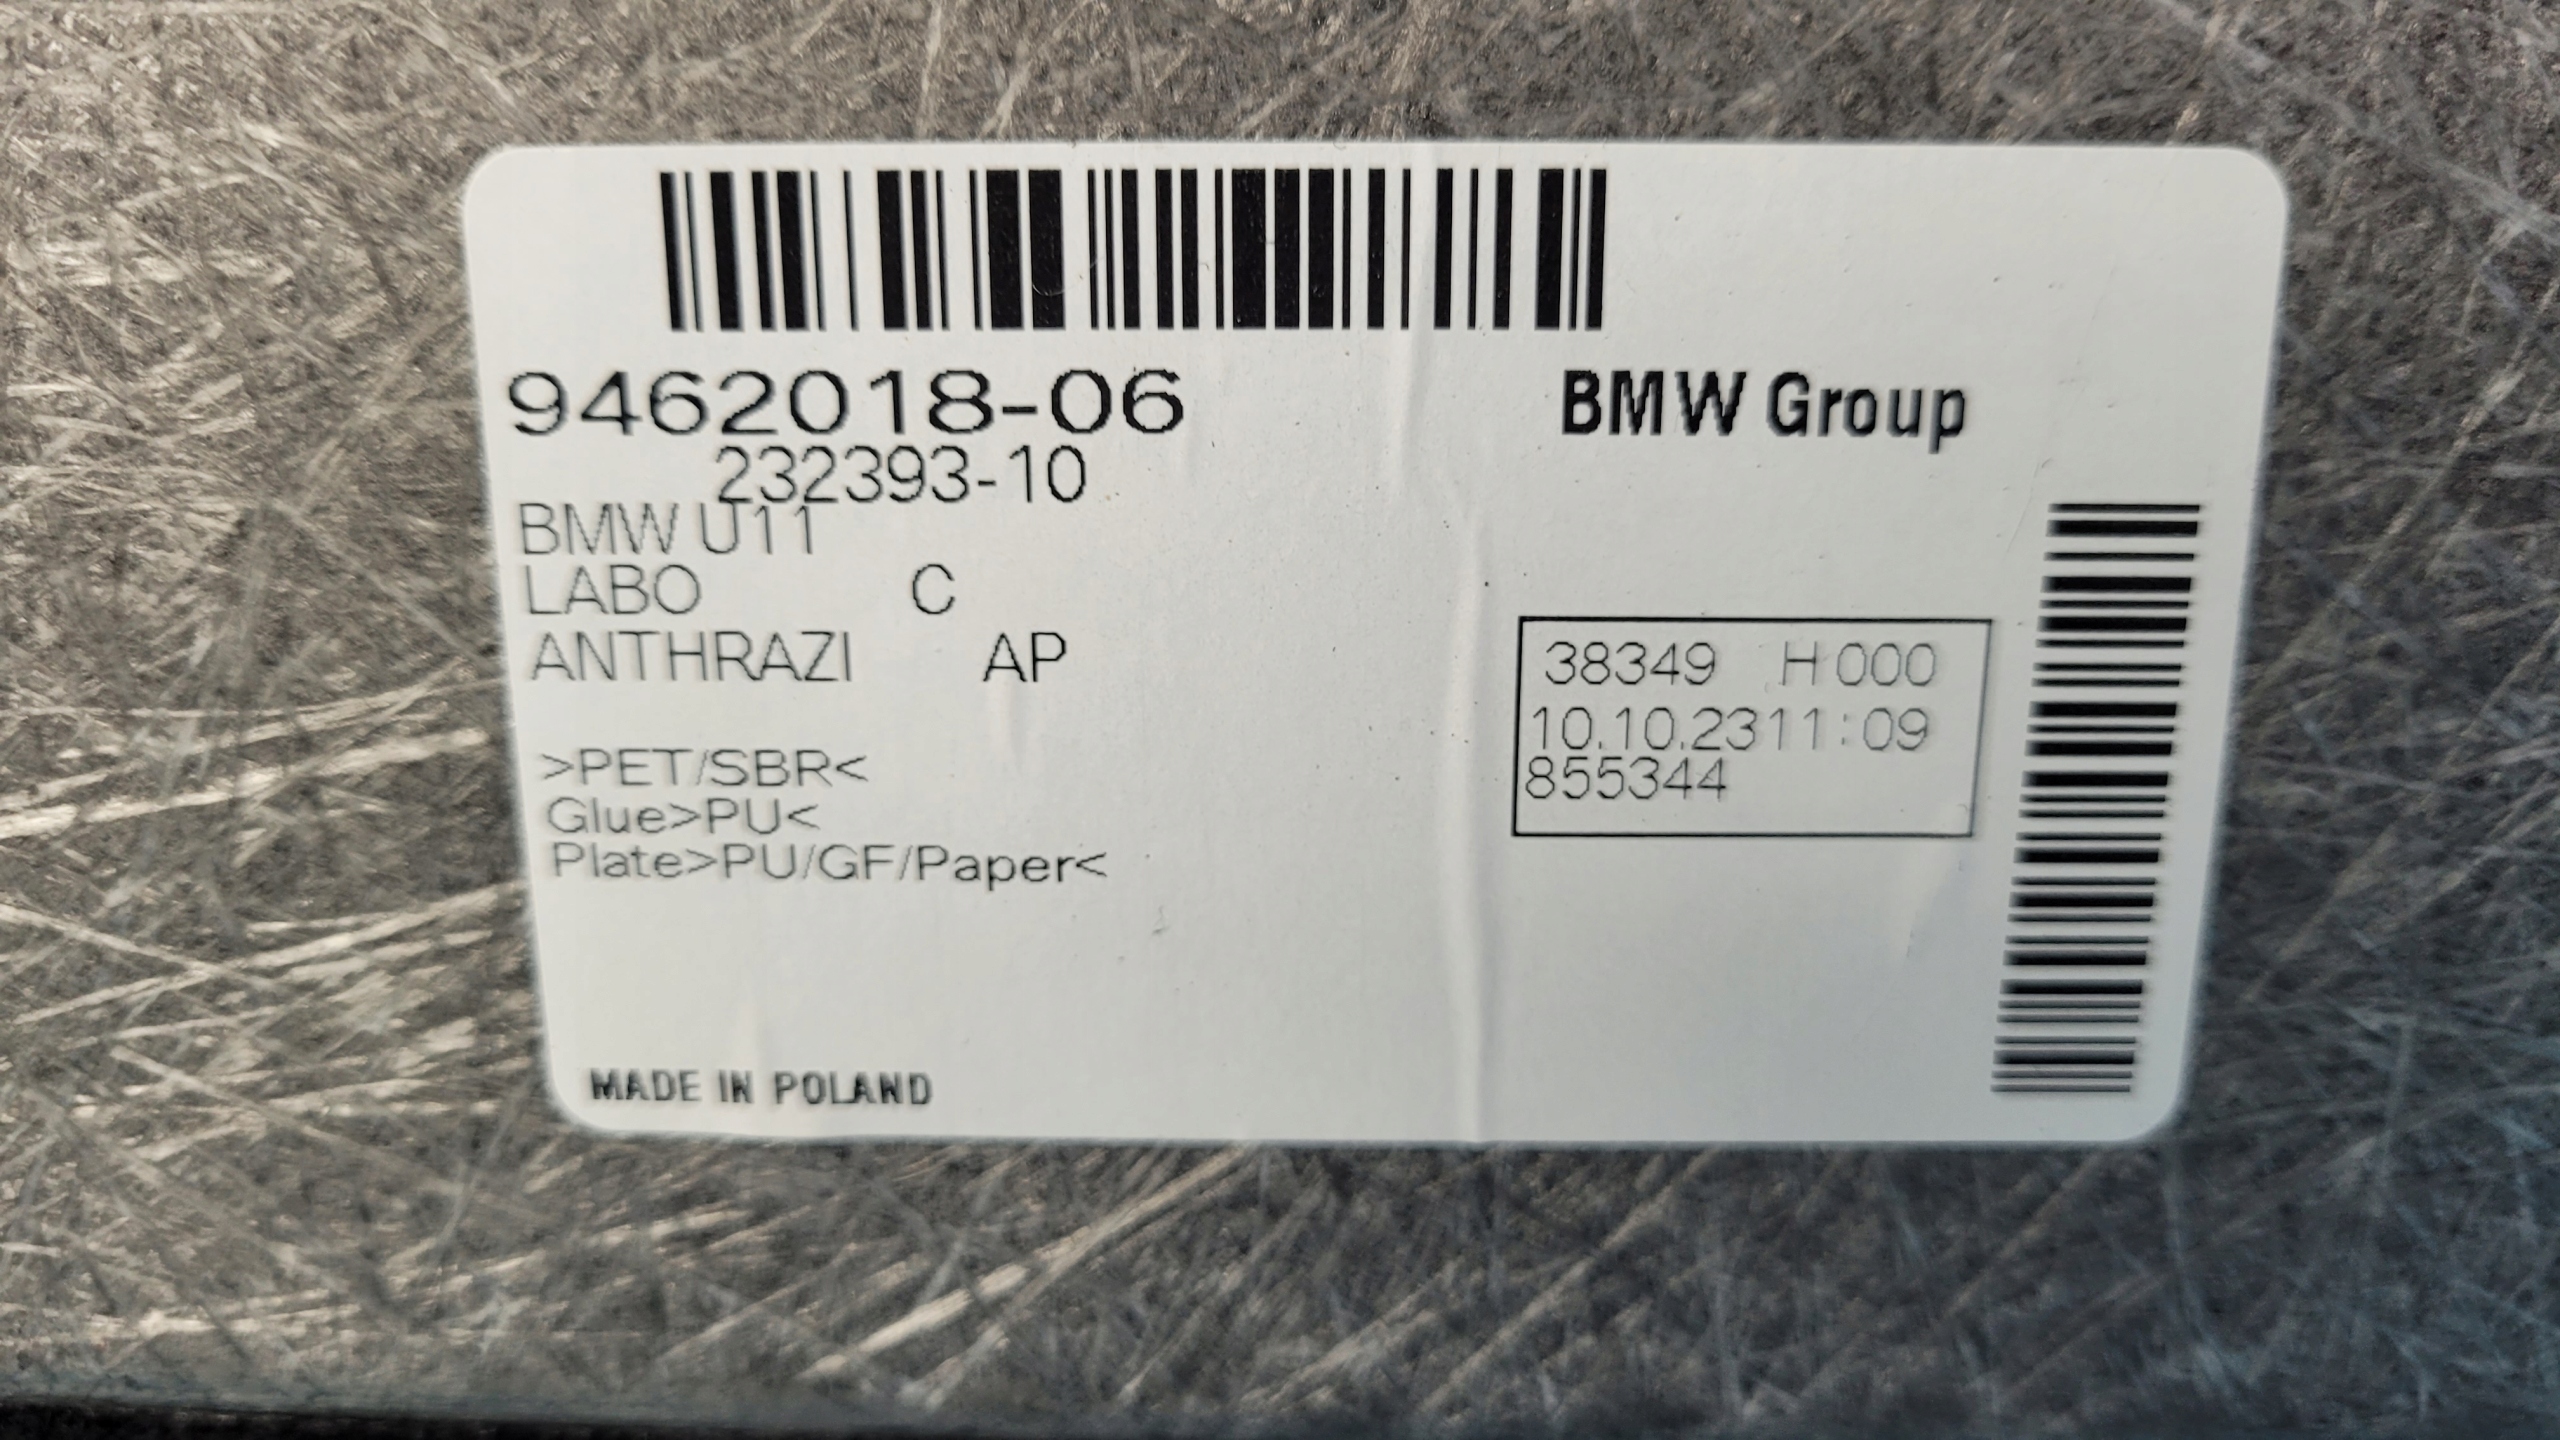 9462018-06
BMW Group
232393-10
BMW U11
LABO C
ANTHRAZI AP
38349 H 000
10.10.23 11:09
855344
>PET/SBR<
Glue>PU<
Plate>PU/GF/Paper<
MADE IN POLAND